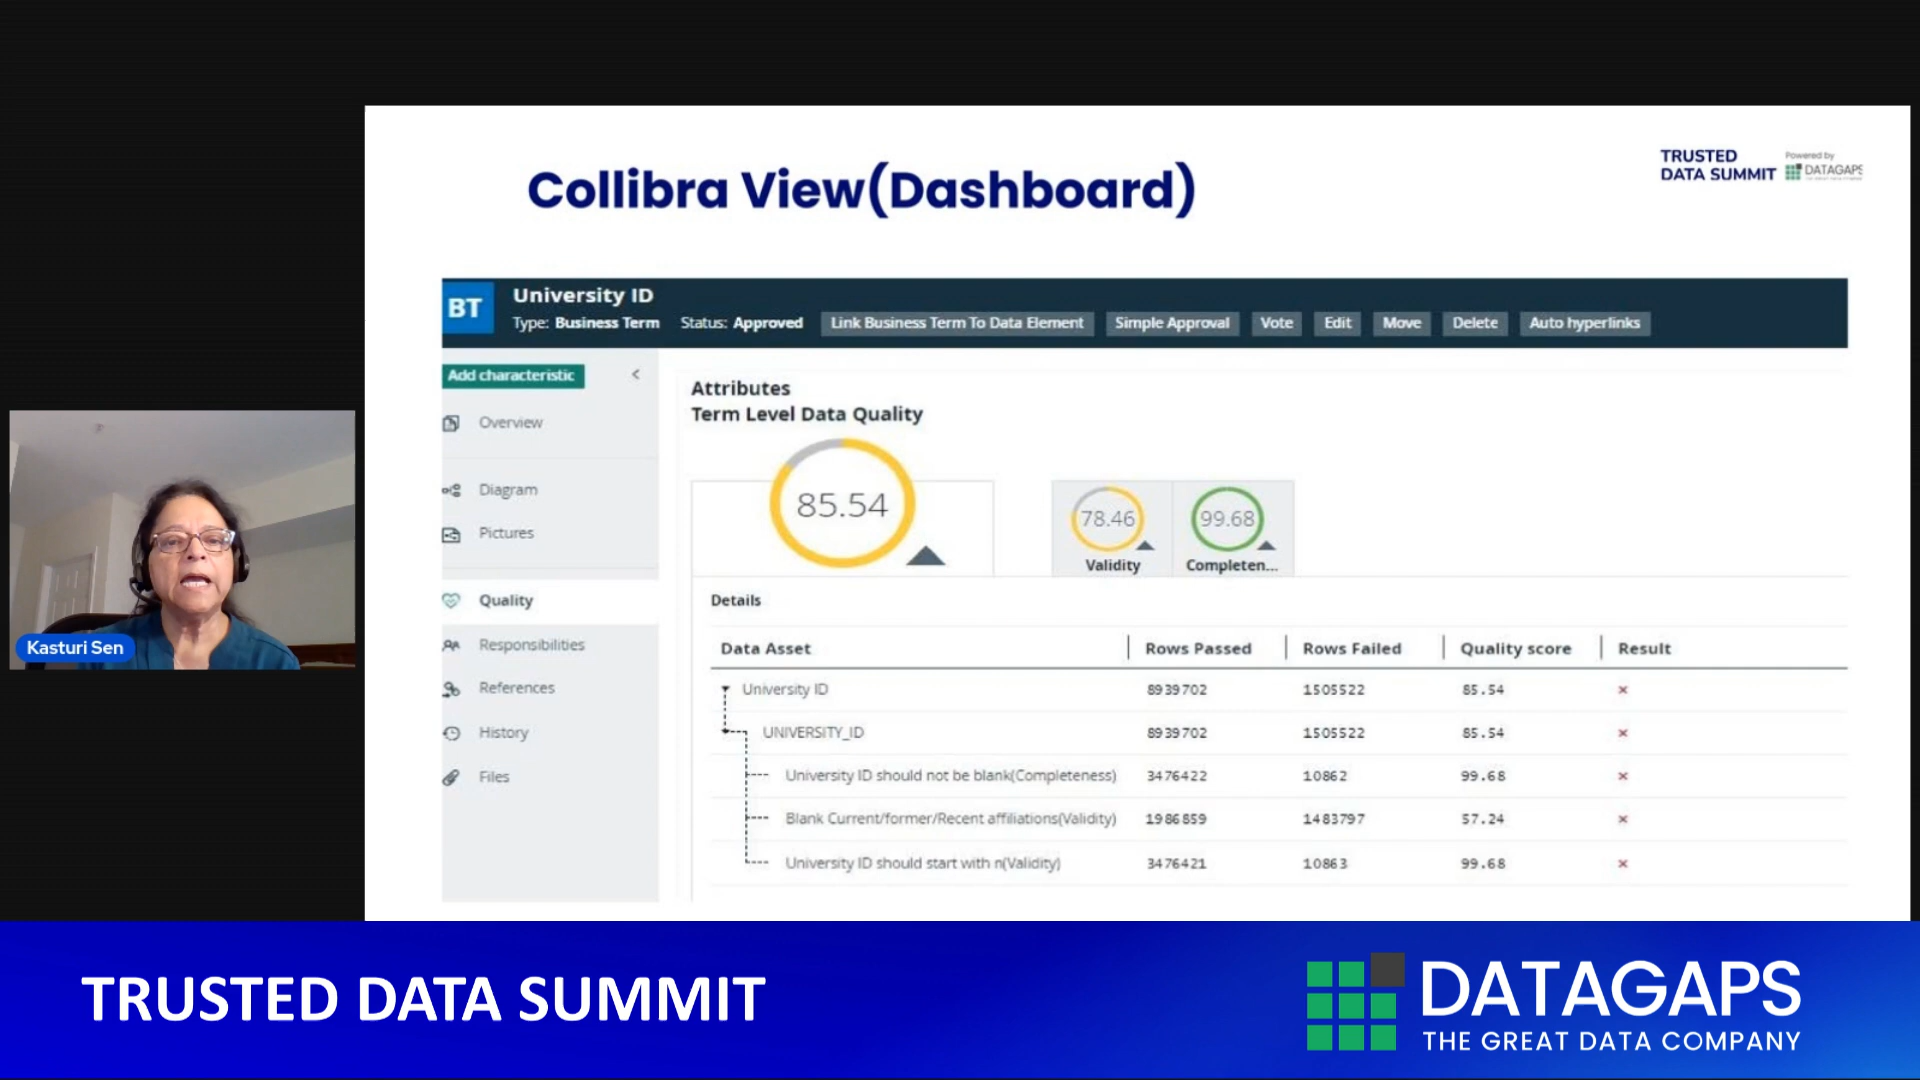 Collibra View(Dashboard)
TRUSTED
DATA SUMMIT
Powered by
DATAGAPS
BT
University ID
Type: Business Term Status: Approved Link Business Term To Data Element Simple Approval Vote Edit Move Delete Auto hyperlinks
Add characteristic <
Overview
Diagram
Pictures
Quality
Responsibilities
References
History
Files
Attributes
Term Level Data Quality
85.54
78.46 99.68
Validity Completen...
Details
Data Asset Rows Passed Rows Failed Quality score Result
University ID 8939702 1505522 85.54 ×
UNIVERSITY_ID 8939702 1505522 85.54 ×
University ID should not be blank(Completeness) 3476422 10862 99.68 ×
Blank Current/former/Recent affiliations(Validity) 1986859 1483797 57.24 ×
University ID should start with n(Validity) 3476421 10863 99.68 ×
Kasturi Sen
TRUSTED DATA SUMMIT
DATAGAPS
THE GREAT DATA COMPANY